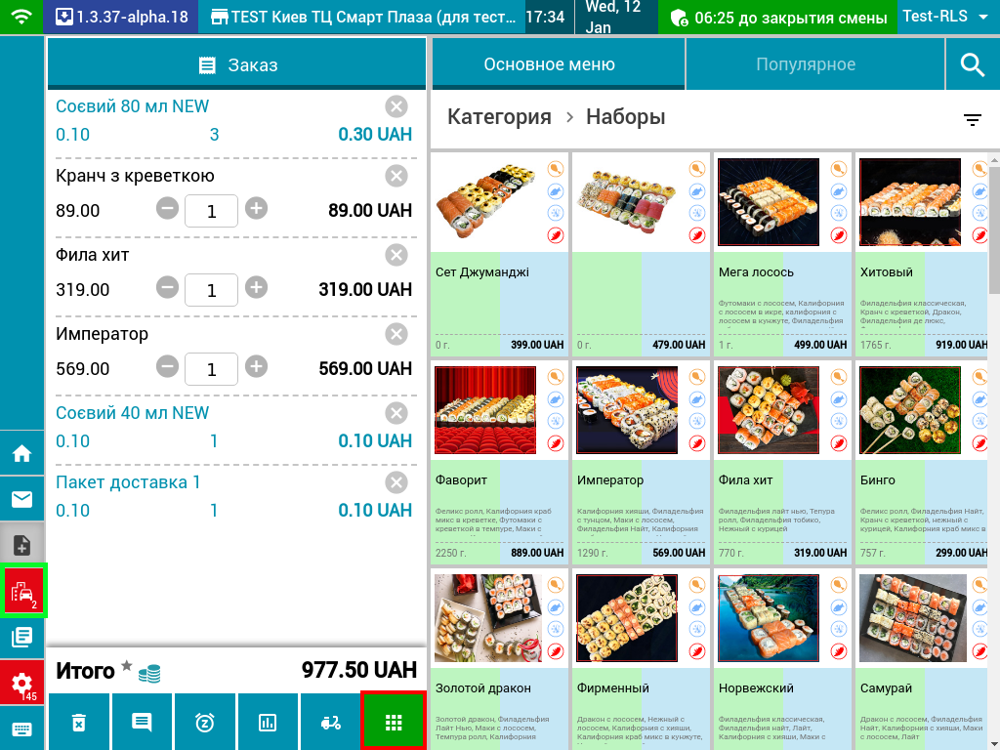 1.3.37-alpha.18
TEST Киев ТЦ Смарт Плаза (для тест…
17:34
Wed, 12
Jan
06:25 до закрытия смены
Test-RLS
Заказ
Основное меню
Популярное
Категория > Наборы
Соєвий 80 мл NEW
0.10 3 0.30 UAH
Кранч з креветкою
89.00 1 89.00 UAH
Фила хит
319.00 1 319.00 UAH
Император
569.00 1 569.00 UAH
Соєвий 40 мл NEW
0.10 1 0.10 UAH
Пакет доставка 1
0.10 1 0.10 UAH
Итого 977.50 UAH
2
145
Сет Джуманджі
0 г. 399.00 UAH
0 г. 479.00 UAH
Мега лосось
Футомаки с лососем, Калифорния
с лососем в икре, калифорния с
лососем в кунжуте, Филадельфия
1 г. 499.00 UAH
Хитовый
Филадельфия классическая,
Кранч с креветкой, Дракон,
Филадельфия де люкс,
1765 г. 919.00 UAH
Фаворит
Феликс ролл, Калифорния краб
микс в креветке, Футомаки с
креветкой в темпуре, Маки с
2250 г. 889.00 UAH
Император
Калифорния хияши, Филадельфия
с тунцом, Маки с лососем,
Филадельфия Найт, Калифорния
1290 г. 569.00 UAH
Фила хит
Филадельфия лайт нью, Тепура
ролл, Филадельфия тобико,
Нежный с курицей
770 г. 319.00 UAH
Бинго
Феликс ролл, Филадельфия Найт,
Кранч с креветкой, нежный с
курицей, Калифорния краб микс в
757 г. 299.00 UAH
Золотой дракон
Золотой дракон, Филадельфия
Лайт Нью, Маки с лососем,
Темпура ролл, Калифорния
Фирменный
Дракон с лососем, Нежный с
лососем, Калифорния с хияши,
Калифорния краб микс в кунжуте,
Норвежский
Филадельфия классическая,
Филадельфия найт, Лайт,
Калифорния с хияши, Маки с
Самурай
Дракон с лососем, Филадельфия
Найт, Калифорния с хияши, Маки
с лососем, Лайт